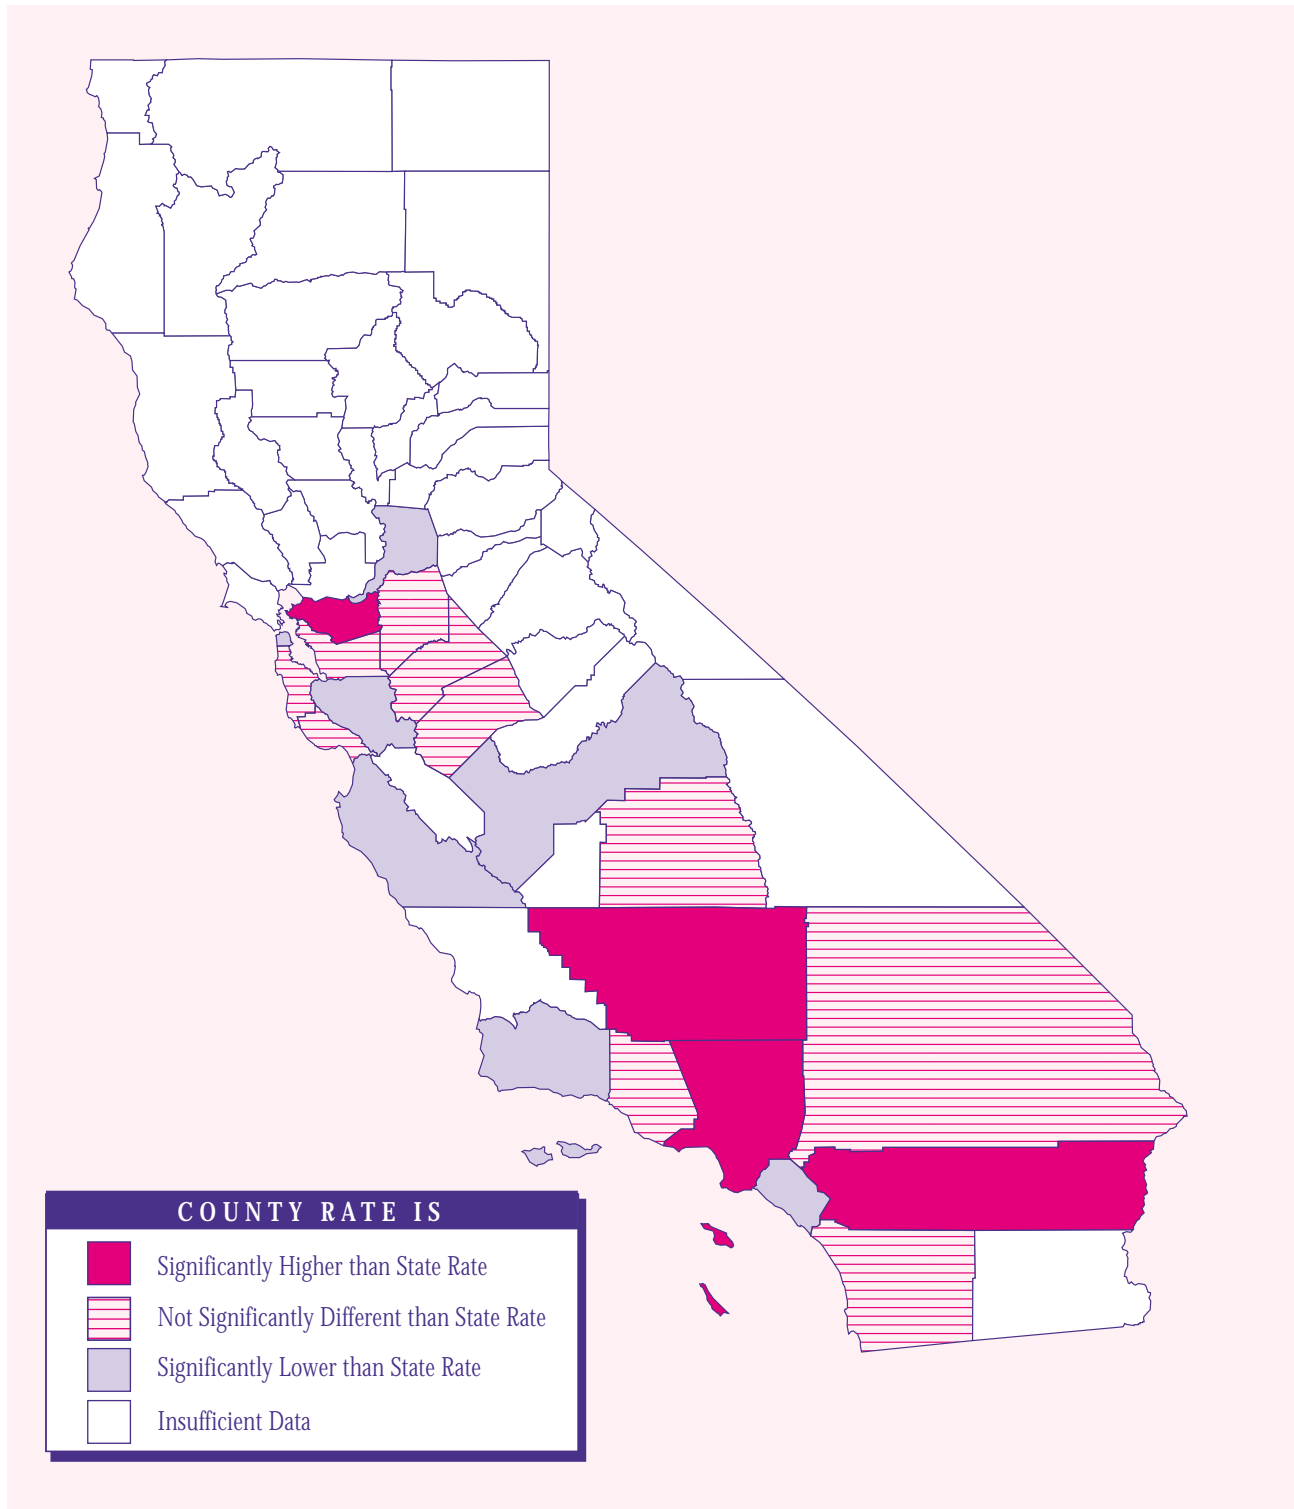 COUNTY RATE IS
Significantly Higher than State Rate
Not Significantly Different than State Rate
Significantly Lower than State Rate
Insufficient Data